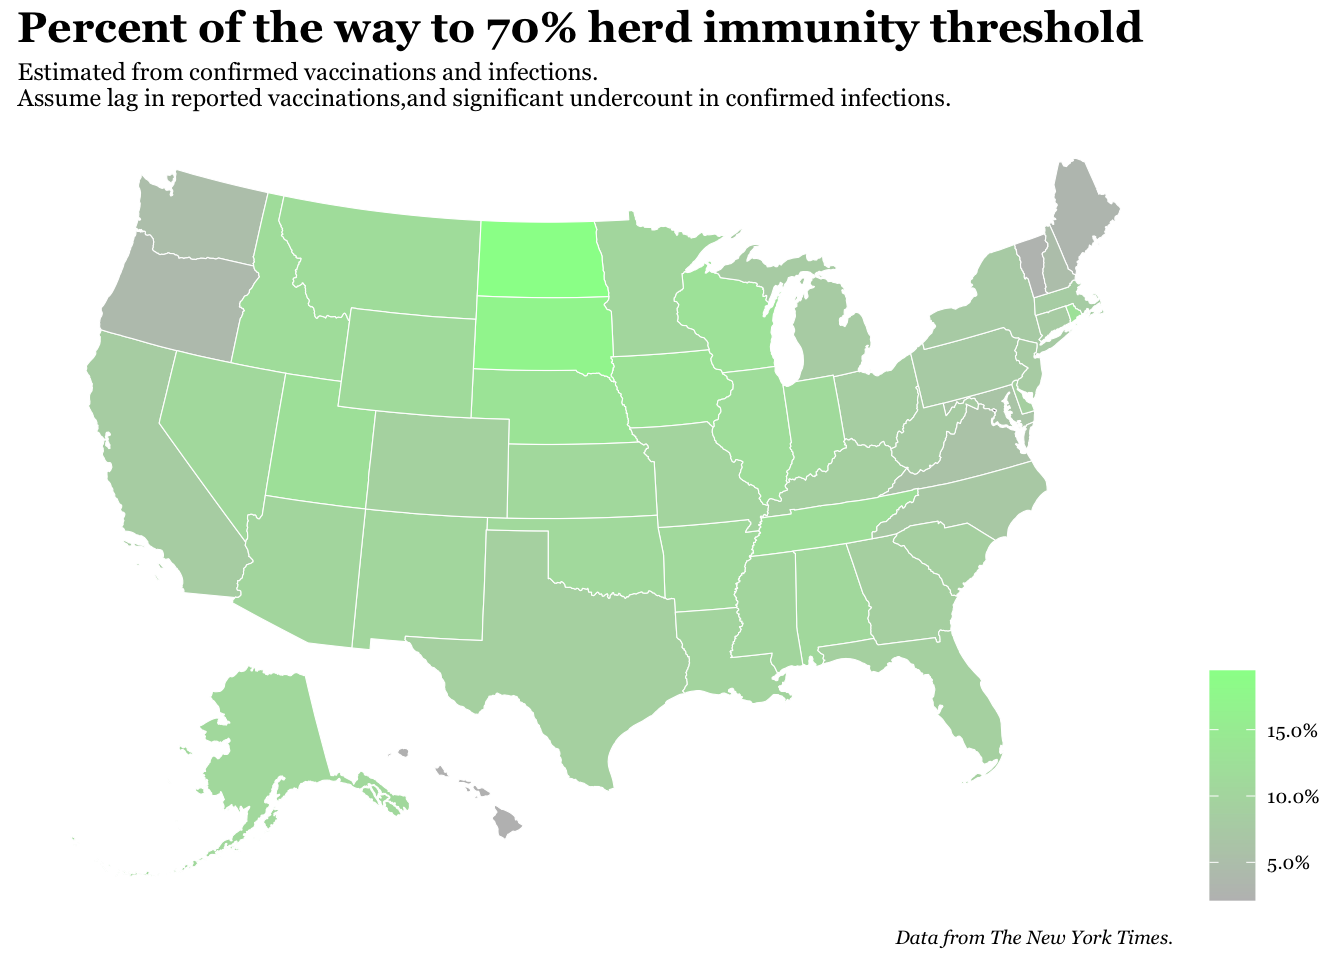 Percent of the way to 70% herd immunity threshold
Estimated from confirmed vaccinations and infections.
Assume lag in reported vaccinations,and significant undercount in confirmed infections.
15.0%
10.0%
5.0%
Data from The New York Times.